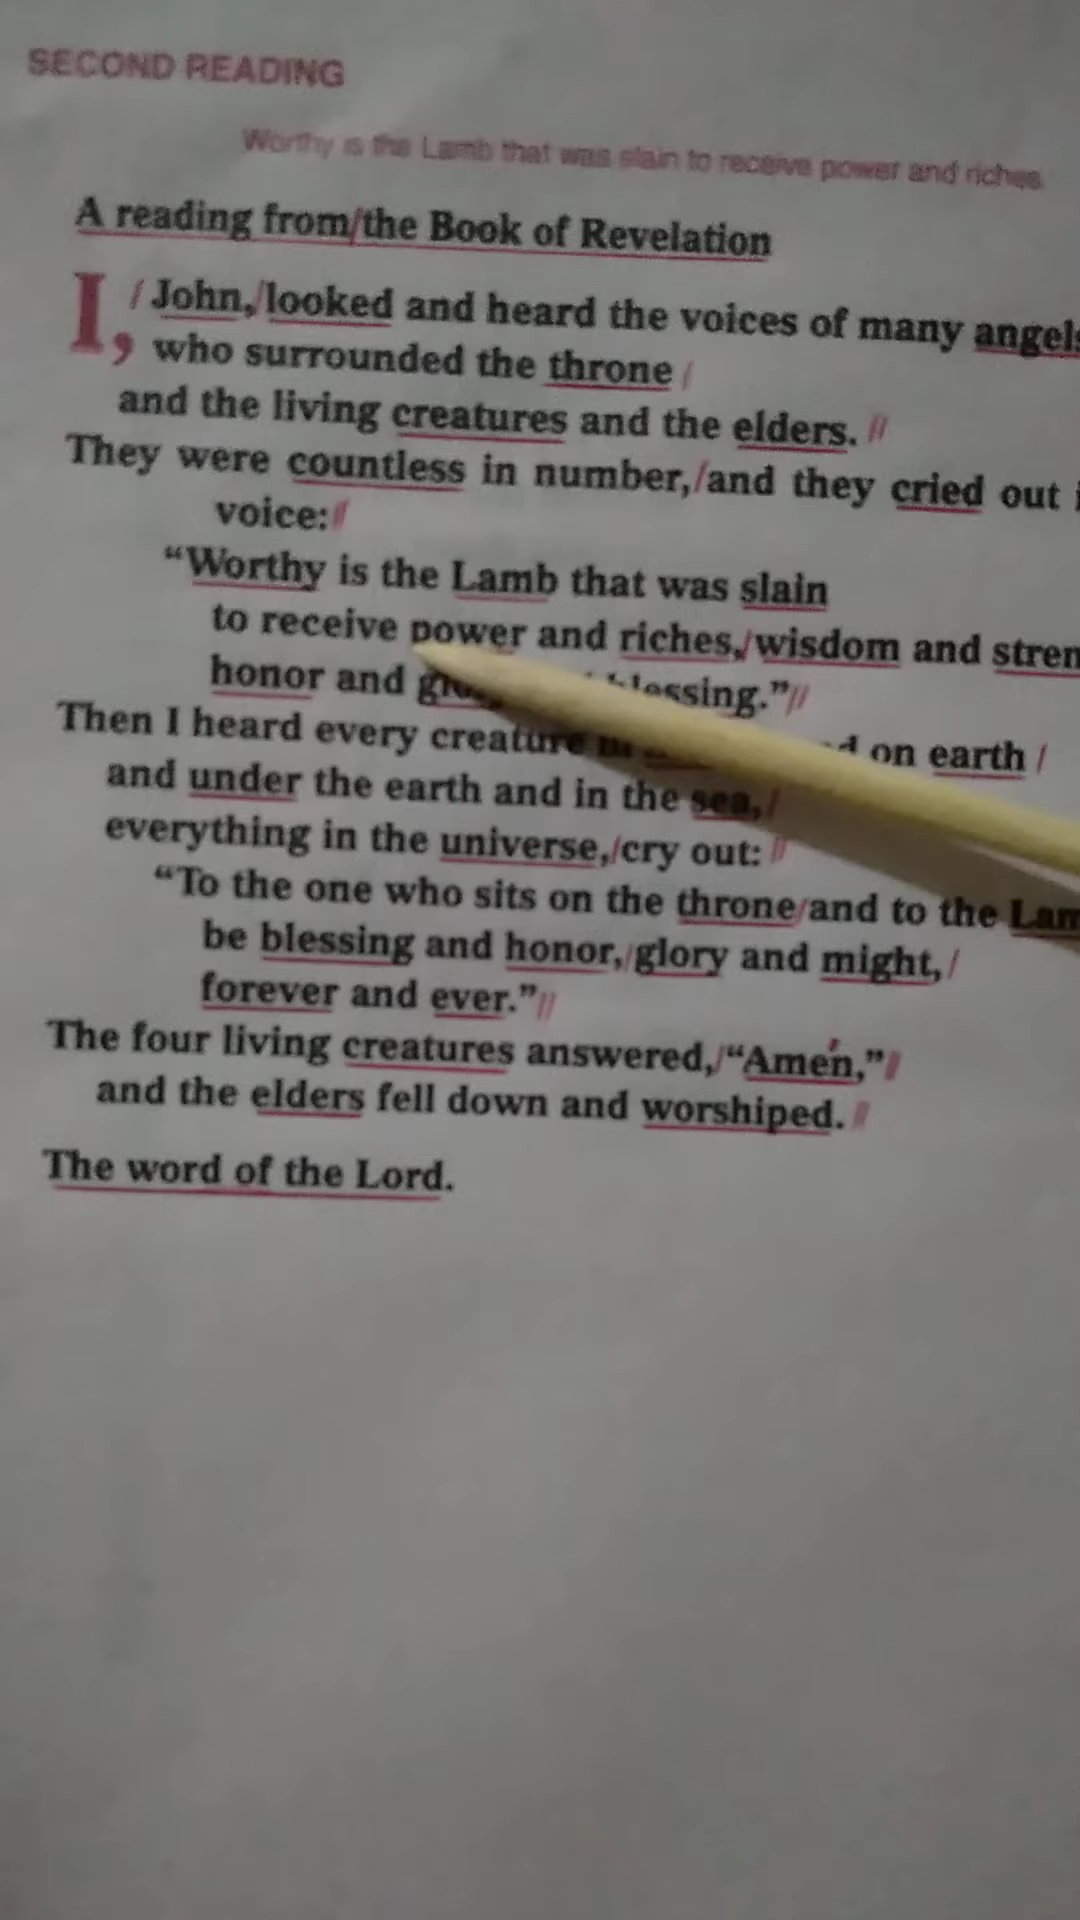 SECOND READING
Worthy is the Lamb that was slain to receive power and riches
A reading from/the Book of Revelation
I, / John,/looked and heard the voices of many angels
who surrounded the throne /
and the living creatures and the elders. //
They were countless in number,/and they cried out
voice://
“Worthy is the Lamb that was slain
to receive power and riches,/wisdom and stren
honor and blessing.”//
Then I heard every creature on earth /
and under the earth and in the sea,/
everything in the universe,/cry out: //
“To the one who sits on the throne/and to the Lam
be blessing and honor,/glory and might,/
forever and ever.”//
The four living creatures answered,/“Amen,”//
and the elders fell down and worshiped. //
The word of the Lord.